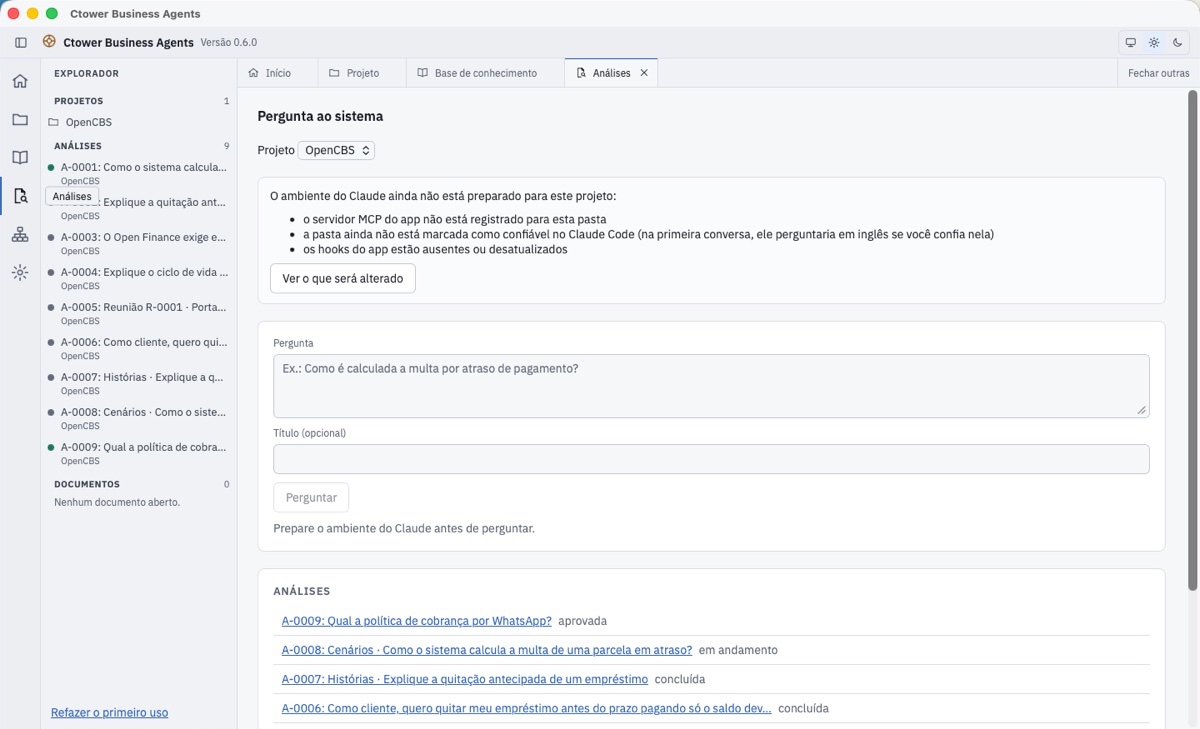 Ctower Business Agents
Ctower Business Agents Versão 0.6.0
EXPLORADOR
PROJETOS 1
OpenCBS
ANÁLISES 9
A-0001: Como o sistema calcula...
OpenCBS
Análises
Explique a quitação ant...
OpenCBS
A-0003: O Open Finance exige e...
OpenCBS
A-0004: Explique o ciclo de vida ...
OpenCBS
A-0005: Reunião R-0001 · Porta...
OpenCBS
A-0006: Como cliente, quero qui...
OpenCBS
A-0007: Histórias · Explique a q...
OpenCBS
A-0008: Cenários · Como o siste...
OpenCBS
A-0009: Qual a política de cobra...
OpenCBS
DOCUMENTOS 0
Nenhum documento aberto.
Refazer o primeiro uso
Início
Projeto
Base de conhecimento
Análises
Fechar outras
Pergunta ao sistema
Projeto OpenCBS
O ambiente do Claude ainda não está preparado para este projeto:
• o servidor MCP do app não está registrado para esta pasta
• a pasta ainda não está marcada como confiável no Claude Code (na primeira conversa, ele perguntaria em inglês se você confia nela)
• os hooks do app estão ausentes ou desatualizados
Ver o que será alterado
Pergunta
Ex.: Como é calculada a multa por atraso de pagamento?
Título (opcional)
Perguntar
Prepare o ambiente do Claude antes de perguntar.
ANÁLISES
A-0009: Qual a política de cobrança por WhatsApp? aprovada
A-0008: Cenários · Como o sistema calcula a multa de uma parcela em atraso? em andamento
A-0007: Histórias · Explique a quitação antecipada de um empréstimo concluída
A-0006: Como cliente, quero quitar meu empréstimo antes do prazo pagando só o saldo dev... concluída